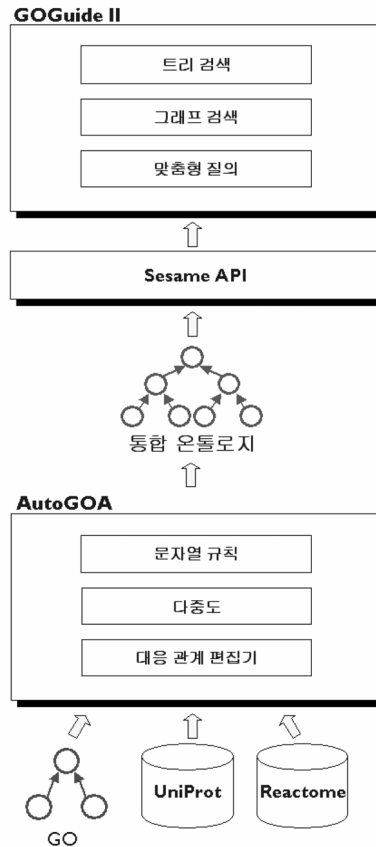 GOGuide II
트리 검색
그래프 검색
맞춤형 질의
Sesame API
통합 온톨로지
AutoGOA
문자열 규칙
다중도
대응 관계 편집기
UniProt
Reactome
GO